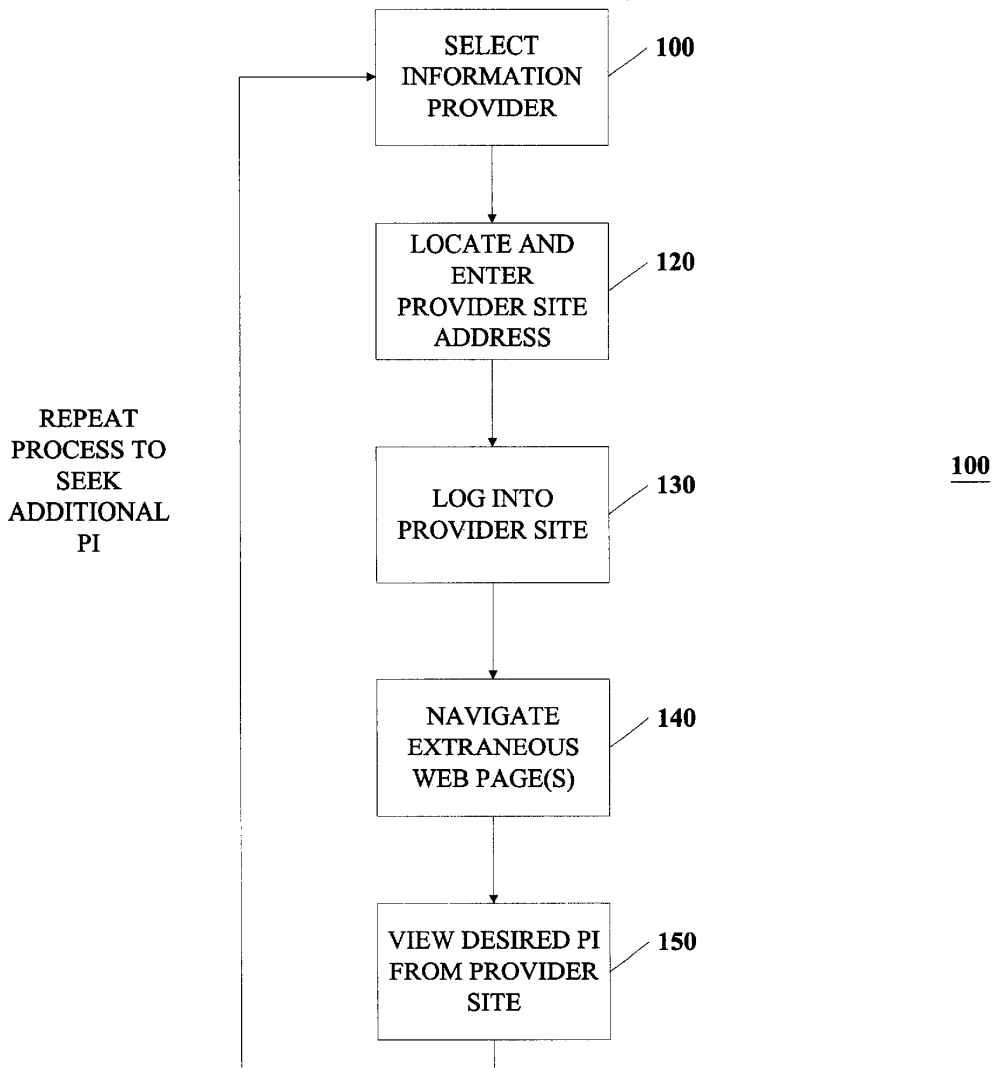 SELECT
INFORMATION
PROVIDER
100
LOCATE AND
ENTER
PROVIDER SITE
ADDRESS
120
REPEAT
PROCESS TO
SEEK
ADDITIONAL
PI
LOG INTO
PROVIDER SITE
130
100
NAVIGATE
EXTRANEOUS
WEB PAGE(S)
140
VIEW DESIRED PI
FROM PROVIDER
SITE
150